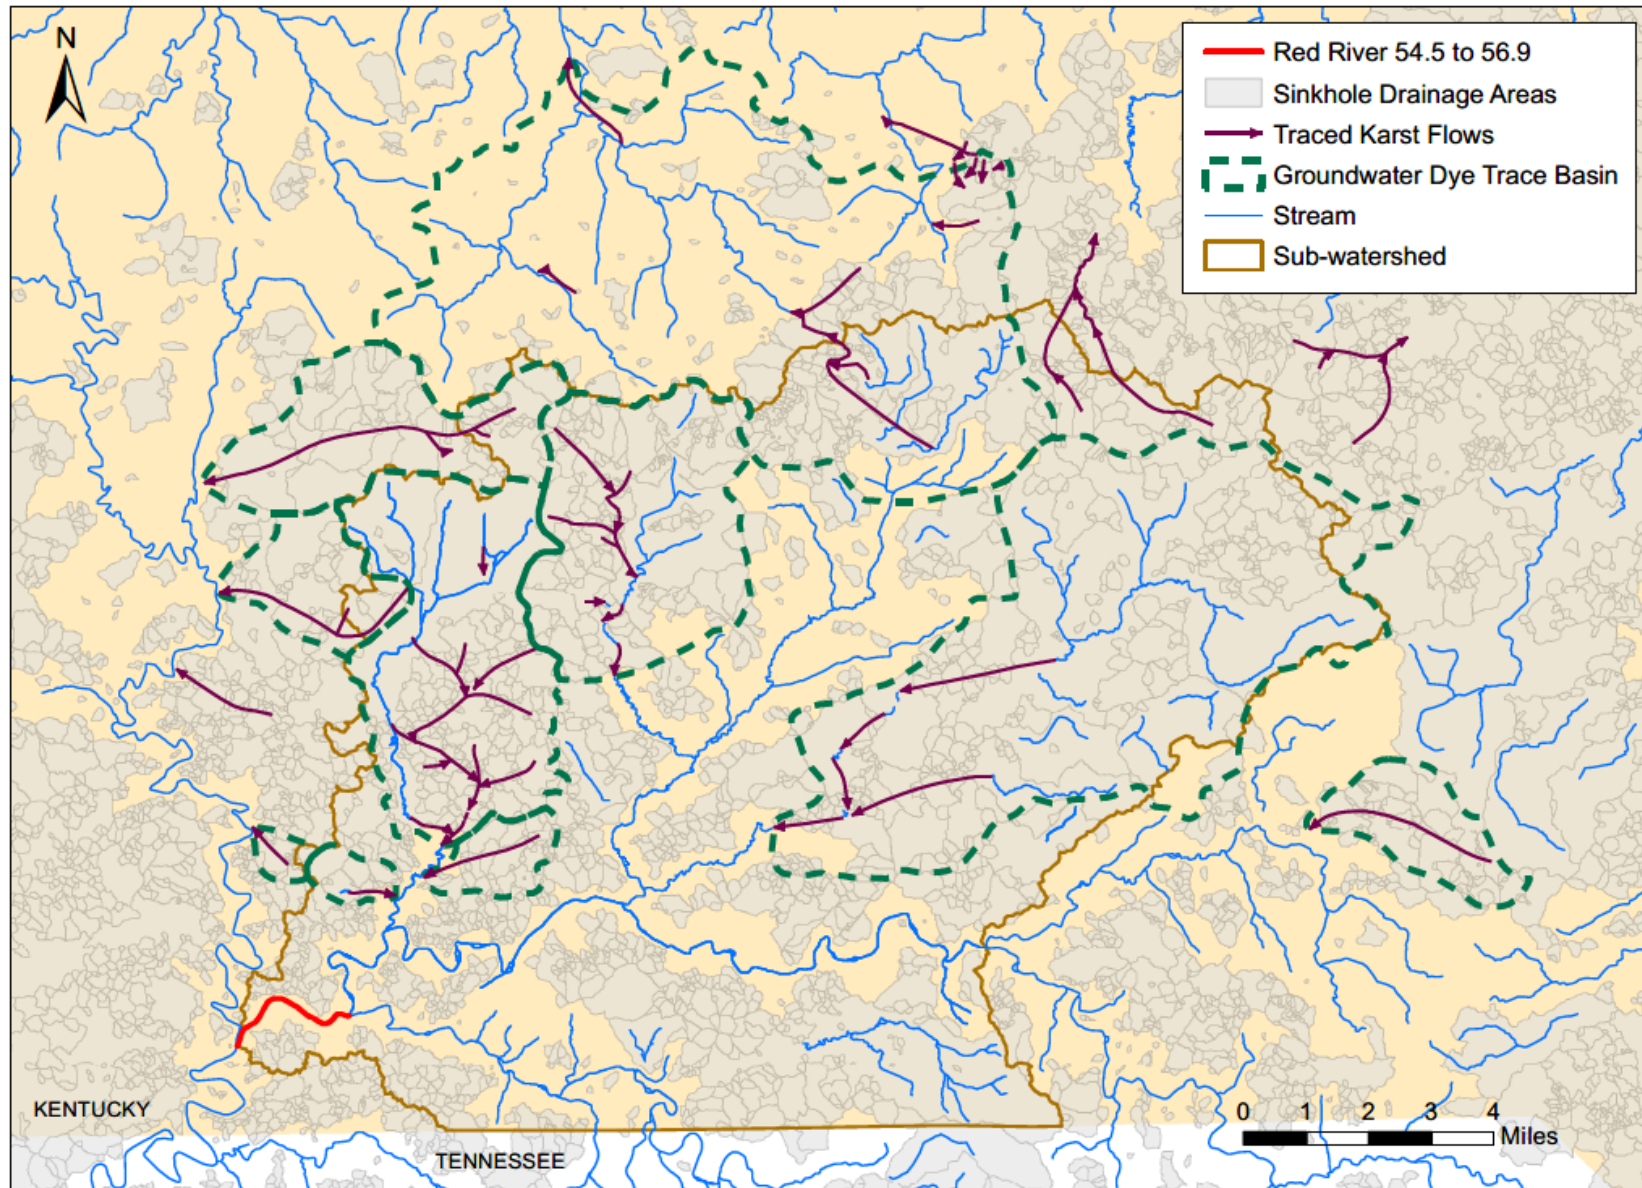 N
Red River 54.5 to 56.9
Sinkhole Drainage Areas
Traced Karst Flows
Groundwater Dye Trace Basin
Stream
Sub-watershed
KENTUCKY
TENNESSEE
0 1 2 3 4
Miles